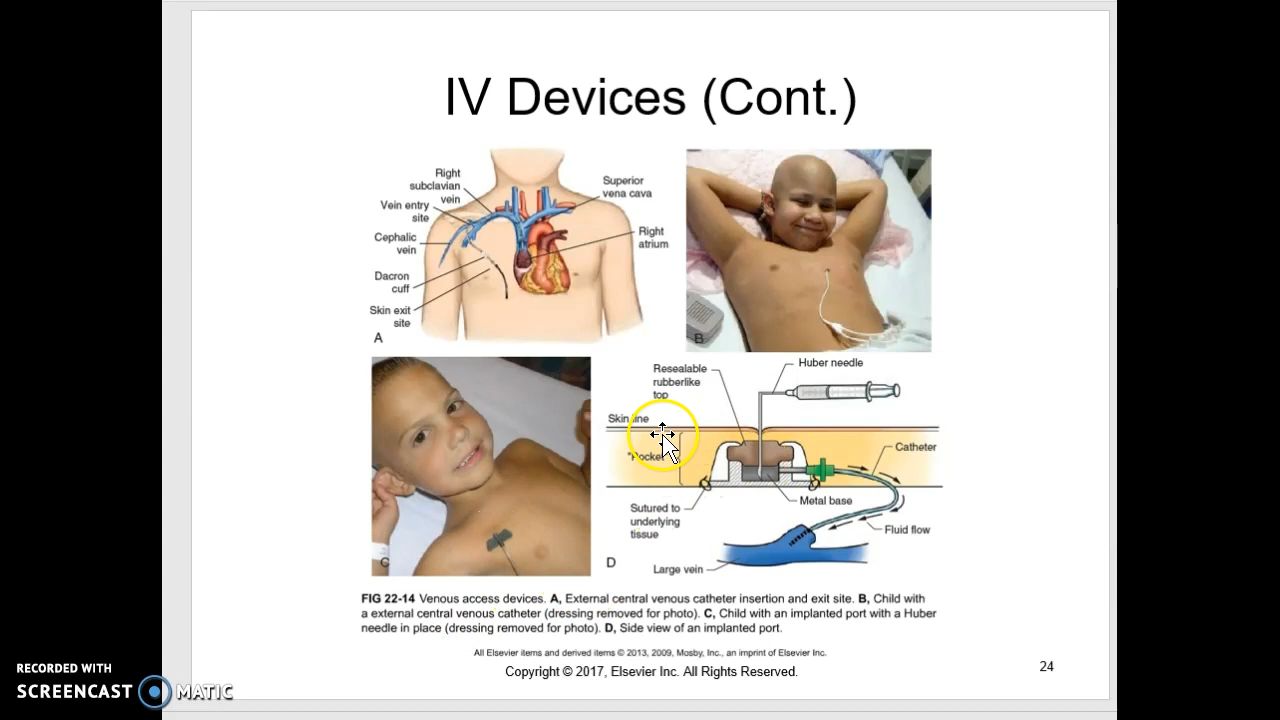 IV Devices (Cont.)
Right
subclavian
vein
Vein entry
site
Cephalic
vein
Dacron
cuff
Skin exit
site
A
Superior
vena cava
Right
atrium
B
C
Resealable
rubberlike
top
Huber needle
Skin line
"Pocket"
Catheter
Metal base
Sutured to
underlying
tissue
Fluid flow
D
Large vein
FIG 22-14 Venous access devices. A, External central venous catheter insertion and exit site. B, Child with
a external central venous catheter (dressing removed for photo). C, Child with an implanted port with a Huber
needle in place (dressing removed for photo). D, Side view of an implanted port.
All Elsevier items and derived items © 2013, 2009, Mosby, Inc., an imprint of Elsevier Inc.
Copyright © 2017, Elsevier Inc. All Rights Reserved.
24
RECORDED WITH
SCREENCAST MATIC